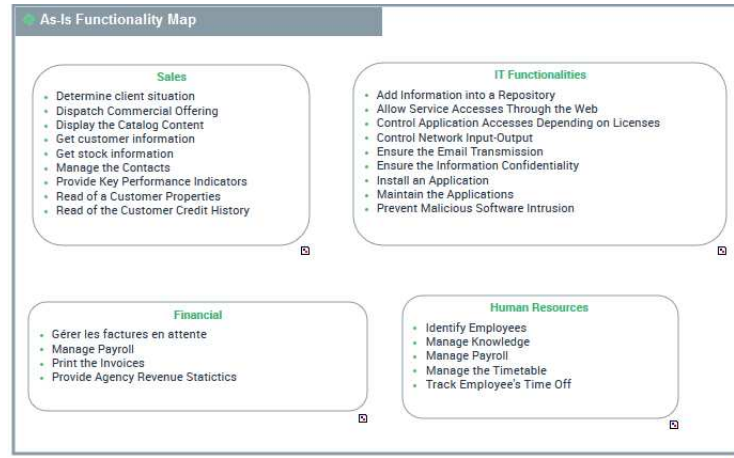 As-Is Functionality Map
Sales
Determine client situation
Dispatch Commercial Offering
Display the Catalog Content
Get customer information
Get stock information
Manage the Contacts
Provide Key Performance Indicators
Read of a Customer Properties
Read of the Customer Credit History
IT Functionalities
Add Information into a Repository
Allow Service Accesses Through the Web
Control Application Accesses Depending on Licenses
Control Network Input-Output
Ensure the Email Transmission
Ensure the Information Confidentiality
Install an Application
Maintain the Applications
Prevent Malicious Software Intrusion
Financial
Gérer les factures en attente
Manage Payroll
Print the Invoices
Provide Agency Revenue Statictics
Human Resources
Identify Employees
Manage Knowledge
Manage Payroll
Manage the Timetable
Track Employee's Time Off